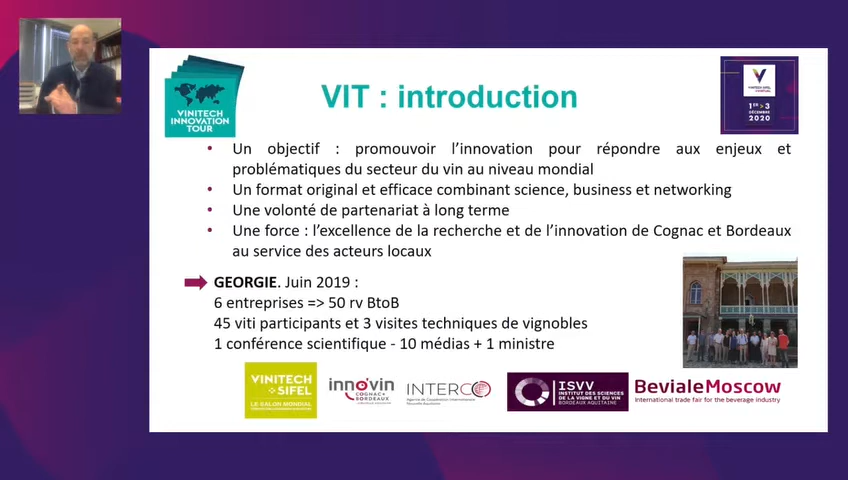 VINITECH
INNOVATION
TOUR
VIT : introduction
VINITECH SIFEL
1ER > 3
DÉCEMBRE
2020
• Un objectif : promouvoir l'innovation pour répondre aux enjeux et
problématiques du secteur du vin au niveau mondial
• Un format original et efficace combinant science, business et networking
• Une volonté de partenariat à long terme
• Une force : l'excellence de la recherche et de l'innovation de Cognac et Bordeaux
au service des acteurs locaux
GEORGIE. Juin 2019 :
6 entreprises => 50 rv BtoB
45 viti participants et 3 visites techniques de vignobles
1 conférence scientifique - 10 médias + 1 ministre
VINITECH
SIFEL
LE SALON MONDIAL
innovin
COGNAC
BORDEAUX
INTERCO
Nouvelle-Aquitaine
ISVV
INSTITUT DES SCIENCES
DE LA VIGNE ET DU VIN
BORDEAUX AQUITAINE
BevialeMoscow
International trade fair for the beverage industry